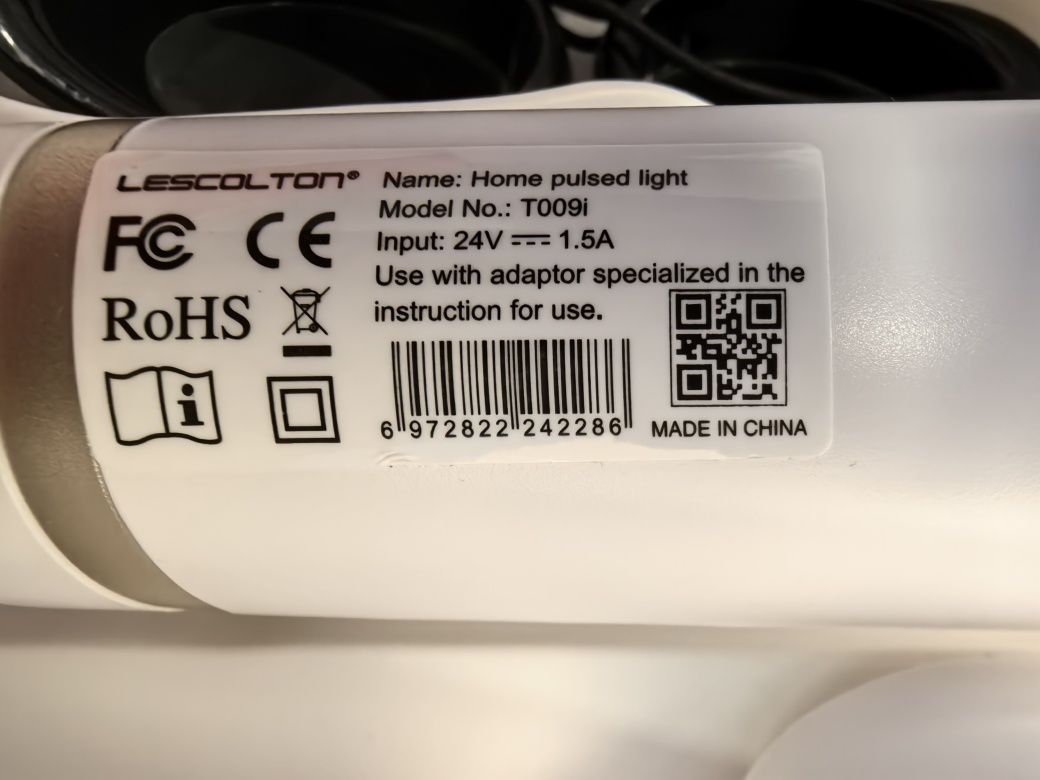 LESCOLTON®
Name: Home pulsed light
Model No.: T009i
Input: 24V ⎓ 1.5A
Use with adaptor specialized in the
instruction for use.
FC CE
RoHS
i
6 972822 242286
MADE IN CHINA